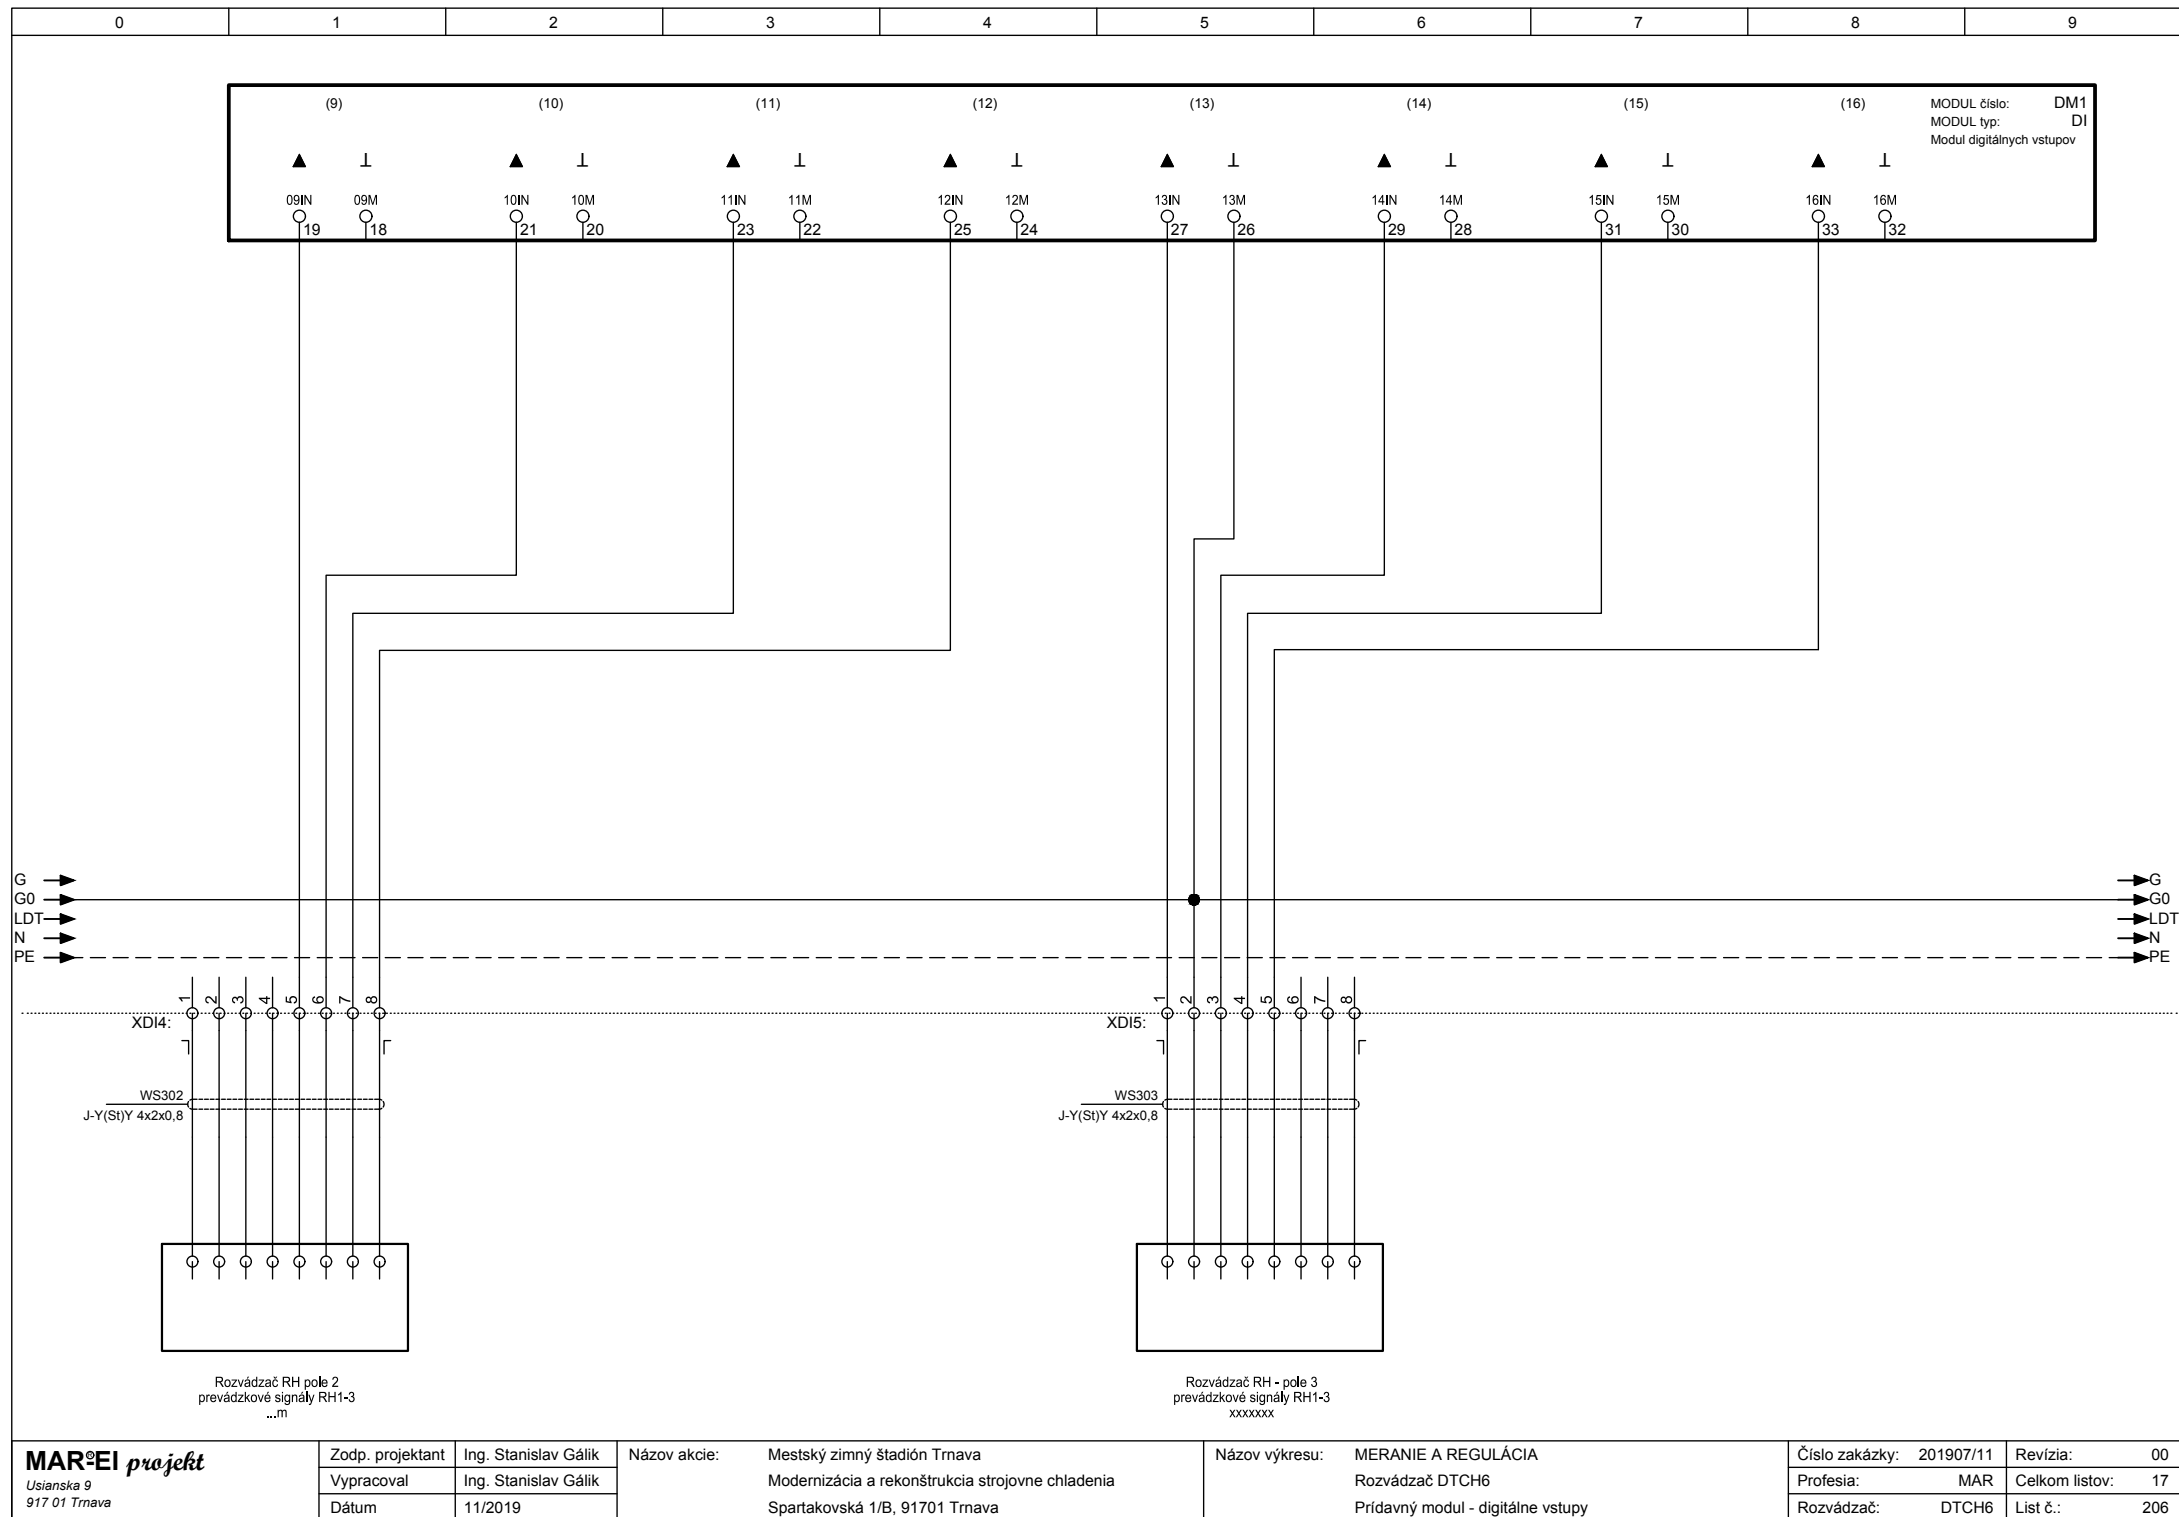 0 1 2 3 4 5 6 7 8 9
(9) (10) (11) (12) (13) (14) (15) (16)
MODUL číslo: DM1
MODUL typ: DI
Modul digitálnych vstupov
09IN 09M 10IN 10M 11IN 11M 12IN 12M 13IN 13M 14IN 14M 15IN 15M 16IN 16M
19 18 21 20 23 22 25 24 27 26 29 28 31 30 33 32
G G
G0 G0
LDT LDT
N N
PE PE
1 2 3 4 5 6 7 8 1 2 3 4 5 6 7 8
XDI4: XDI5:
WS302 WS303
J-Y(St)Y 4x2x0,8 J-Y(St)Y 4x2x0,8
Rozvádzač RH pole 2
prevádzkové signály RH1-3
...m
Rozvádzač RH - pole 3
prevádzkové signály RH1-3
xxxxxxx
MAR-EI projekt
Usianska 9
917 01 Trnava
Zodp. projektant Ing. Stanislav Gálik
Vypracoval Ing. Stanislav Gálik
Dátum 11/2019
Názov akcie: Mestský zimný štadión Trnava
Modernizácia a rekonštrukcia strojovne chladenia
Spartakovská 1/B, 91701 Trnava
Názov výkresu: MERANIE A REGULÁCIA
Rozvádzač DTCH6
Prídavný modul - digitálne vstupy
Číslo zakázky: 201907/11 Revízia: 00
Profesia: MAR Celkom listov: 17
Rozvádzač: DTCH6 List č.: 206